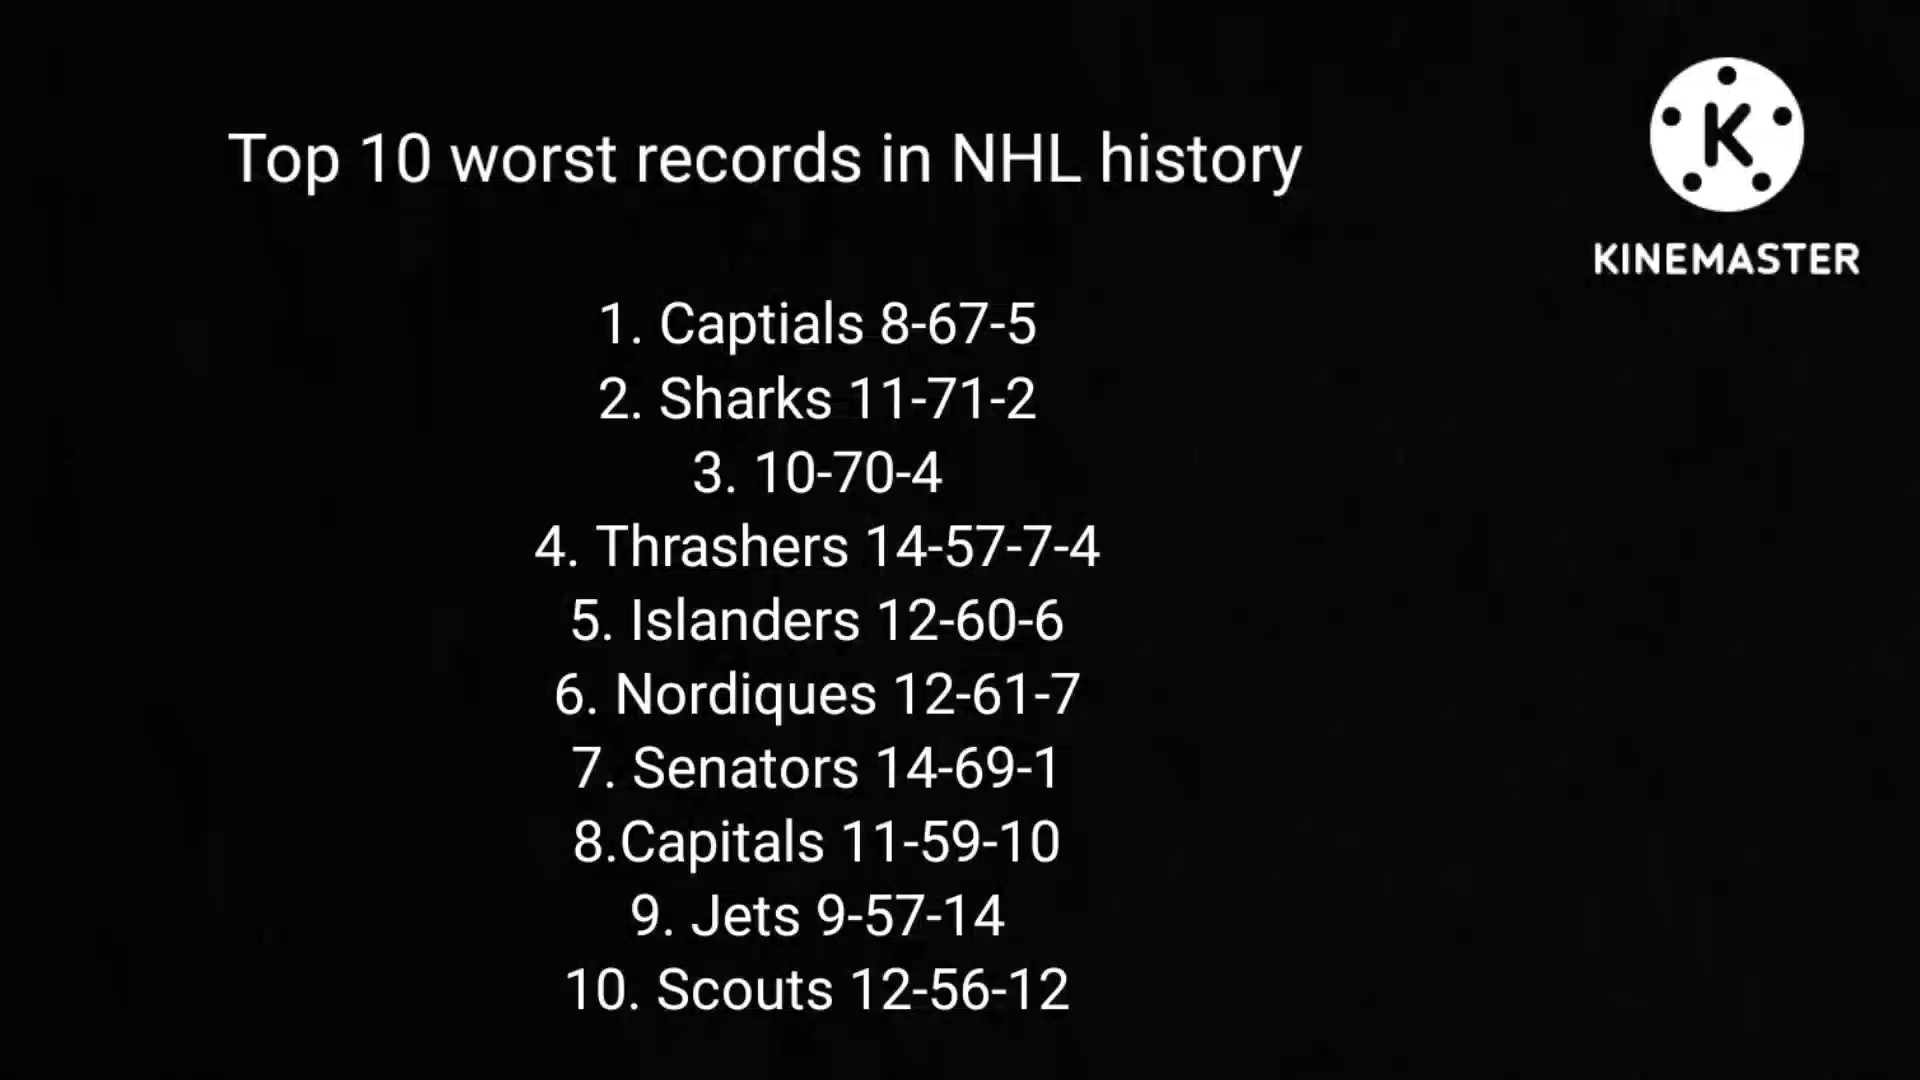 Top 10 worst records in NHL history
K
KINEMASTER
1. Captials 8-67-5
2. Sharks 11-71-2
3. 10-70-4
4. Thrashers 14-57-7-4
5. Islanders 12-60-6
6. Nordiques 12-61-7
7. Senators 14-69-1
8.Capitals 11-59-10
9. Jets 9-57-14
10. Scouts 12-56-12